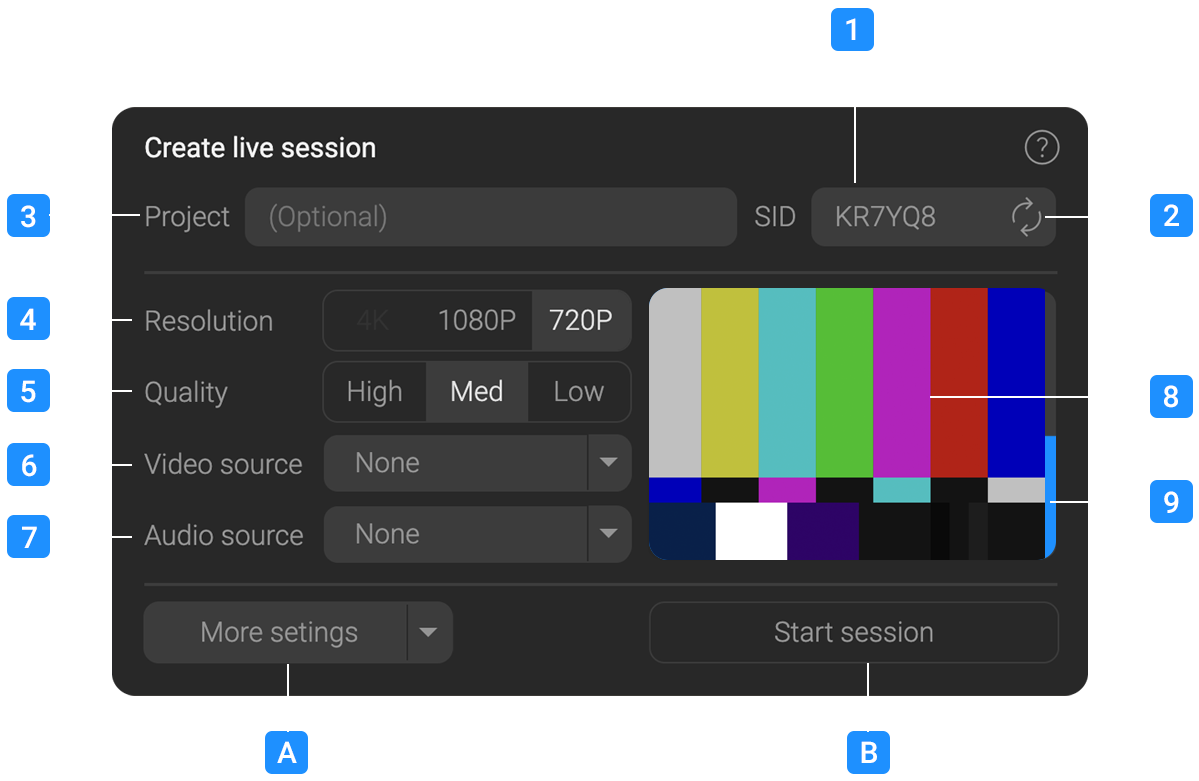 1
Create live session ?
3 Project (Optional) SID KR7YQ8 2
4 Resolution 4K 1080P 720P
5 Quality High Med Low 8
6 Video source None
9
7 Audio source None
More setings Start session
A B